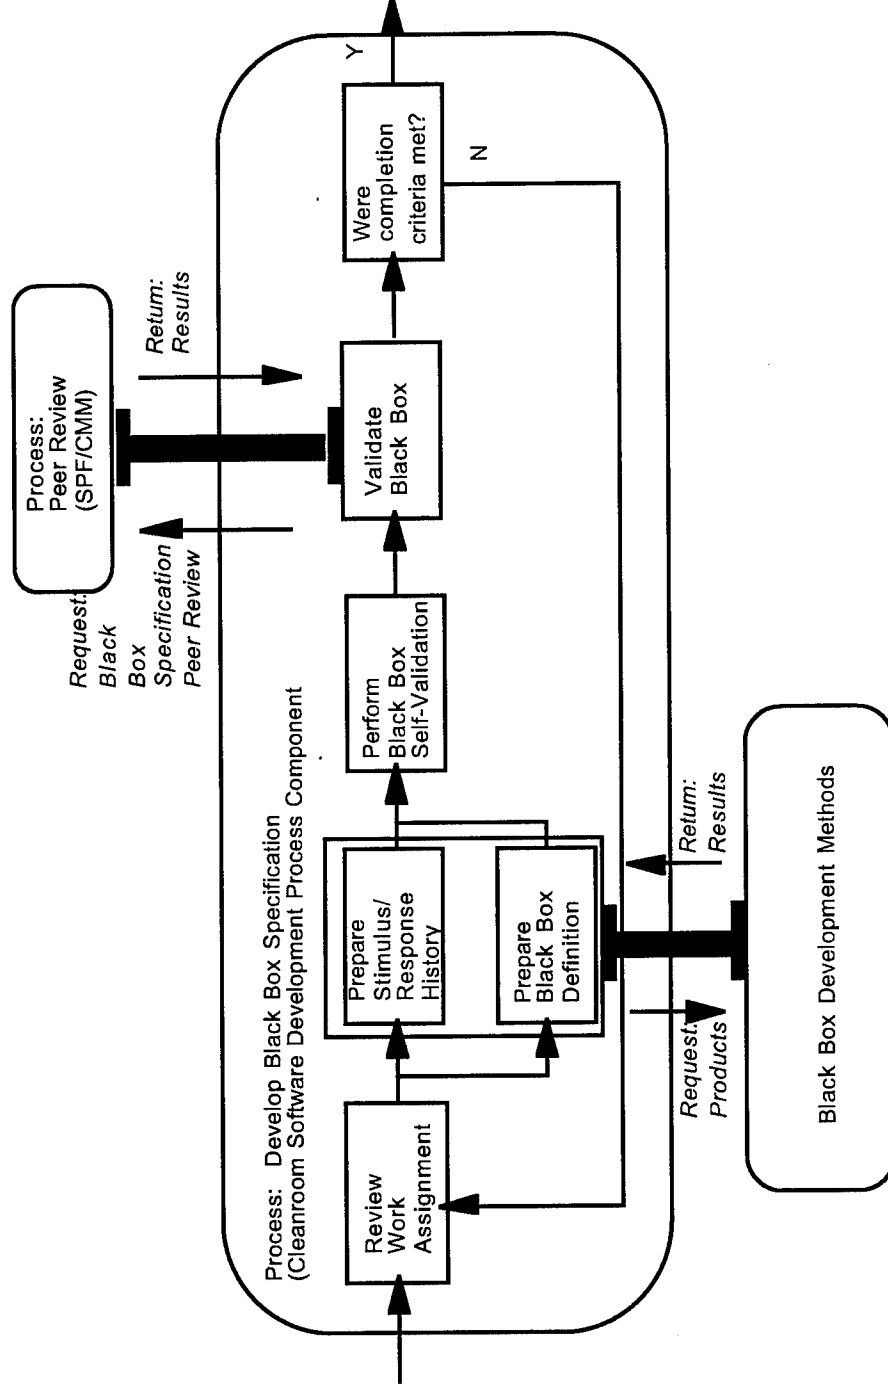 Process:
Peer Review
(SPF/CMM)
Request:
Black
Box
Specification
Peer Review
Return:
Results
Process: Develop Black Box Specification
(Cleanroom Software Development Process Component
Review
Work
Assignment
Prepare
Stimulus/
Response
History
Prepare
Black Box
Definition
Perform
Black Box
Self-Validation
Validate
Black Box
Were
completion
criteria met?
Y
N
Request:
Products
Return:
Results
Black Box Development Methods